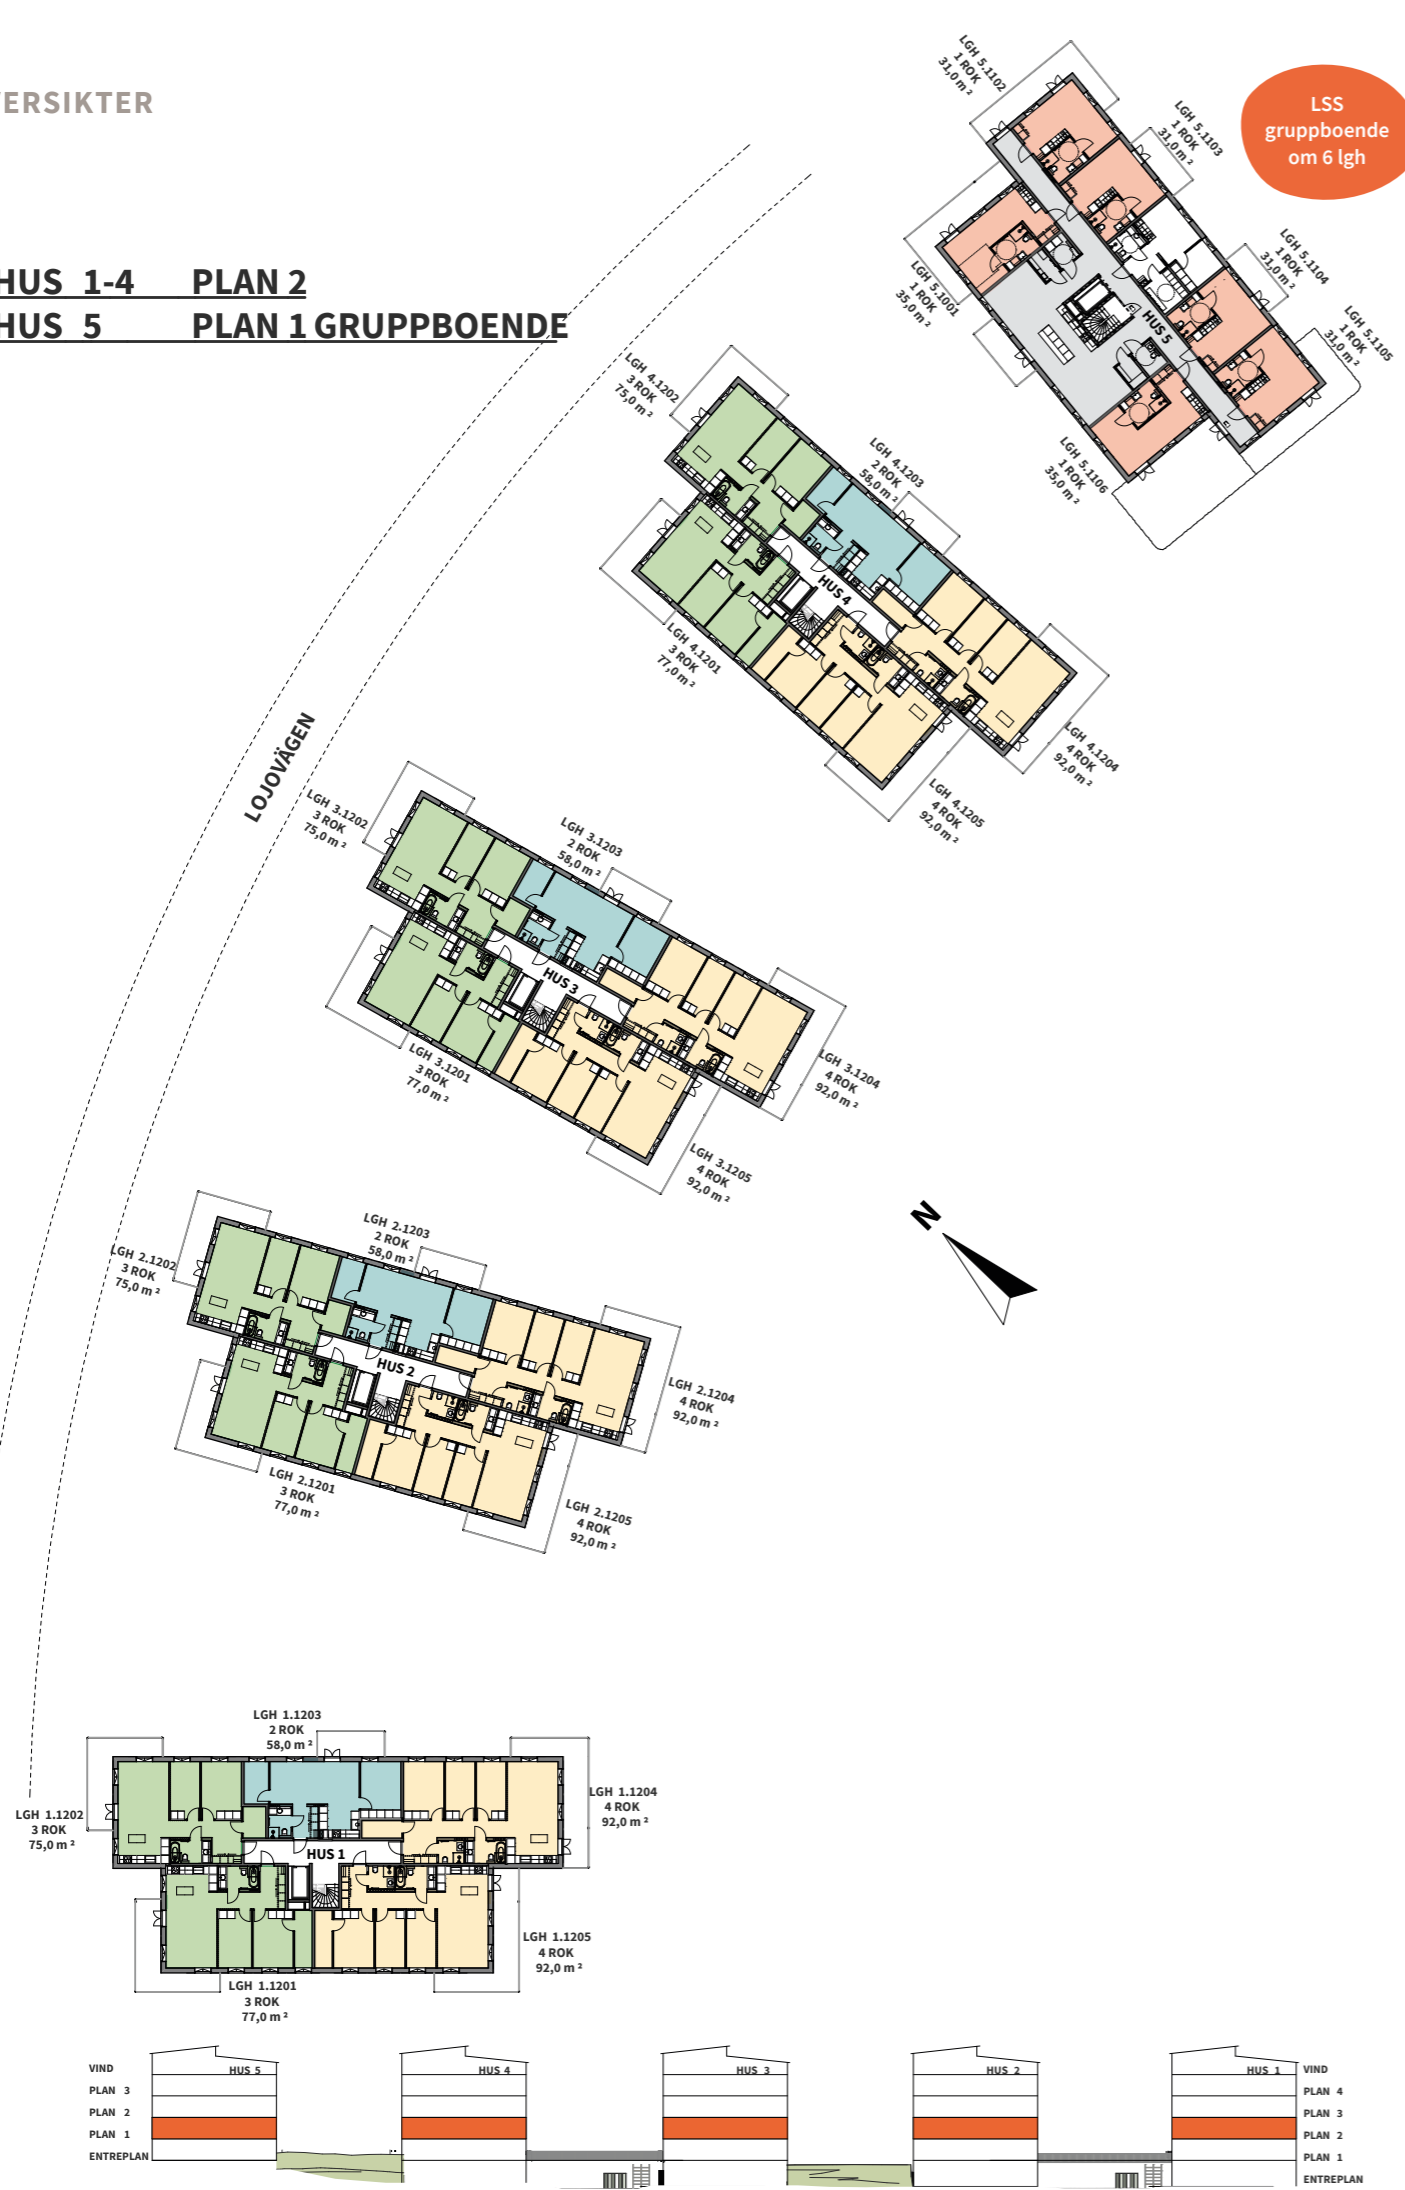 VERSIKTER
HUS 1-4 PLAN 2
HUS 5 PLAN 1 GRUPPBOENDE
LSS
gruppboende
om 6 lgh
LGH 5.1102
1 ROK
31,0 m²
LGH 5.1103
1 ROK
31,0 m²
LGH 5.1104
1 ROK
31,0 m²
LGH 5.1105
1 ROK
31,0 m²
LGH 5.1001
1 ROK
35,0 m²
HUS 5
LGH 5.1106
1 ROK
35,0 m²
LGH 4.1202
3 ROK
75,0 m²
LGH 4.1203
2 ROK
58,0 m²
HUS 4
LGH 4.1201
3 ROK
77,0 m²
LGH 4.1204
4 ROK
92,0 m²
LGH 4.1205
4 ROK
92,0 m²
LOJOVÄGEN
LGH 3.1202
3 ROK
75,0 m²
LGH 3.1203
2 ROK
58,0 m²
HUS 3
LGH 3.1201
3 ROK
77,0 m²
LGH 3.1204
4 ROK
92,0 m²
LGH 3.1205
4 ROK
92,0 m²
N
LGH 2.1202
3 ROK
75,0 m²
LGH 2.1203
2 ROK
58,0 m²
HUS 2
LGH 2.1204
4 ROK
92,0 m²
LGH 2.1201
3 ROK
77,0 m²
LGH 2.1205
4 ROK
92,0 m²
LGH 1.1203
2 ROK
58,0 m²
LGH 1.1202
3 ROK
75,0 m²
LGH 1.1204
4 ROK
92,0 m²
HUS 1
LGH 1.1205
4 ROK
92,0 m²
LGH 1.1201
3 ROK
77,0 m²
VIND HUS 5 HUS 4 HUS 3 HUS 2 HUS 1 VIND
PLAN 3 PLAN 4
PLAN 2 PLAN 3
PLAN 1 PLAN 2
ENTREPLAN PLAN 1
ENTREPLAN